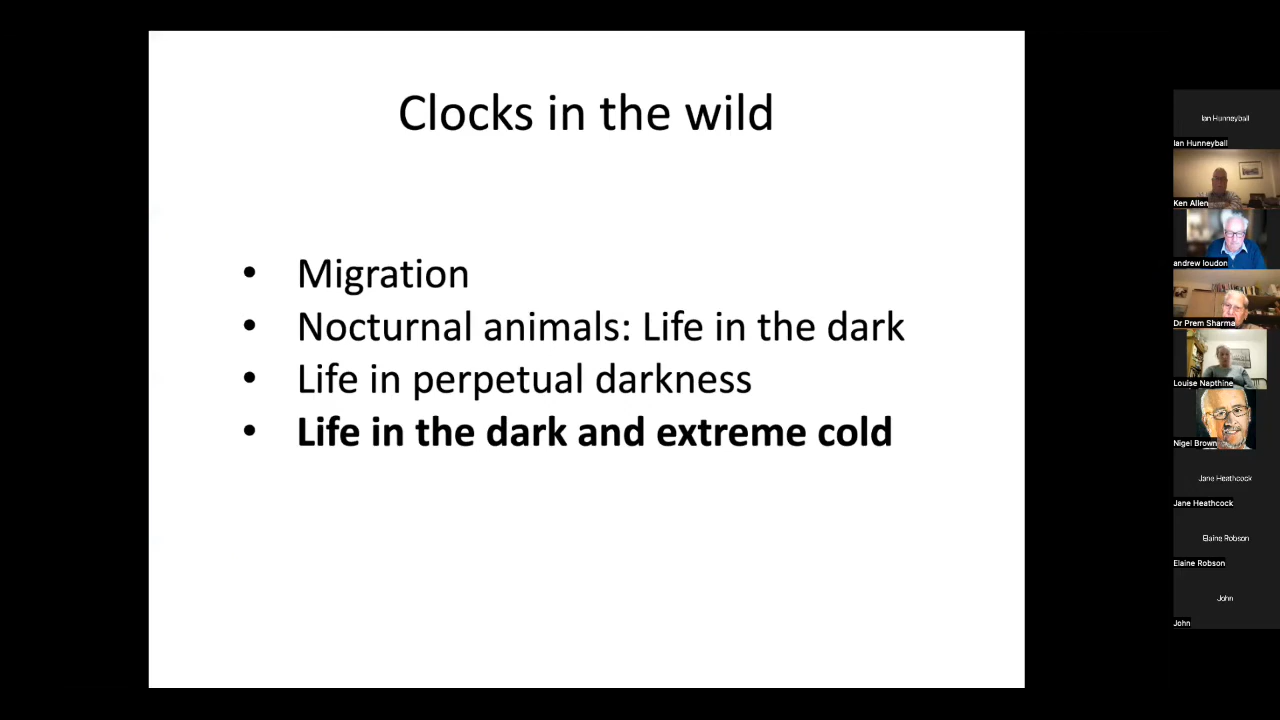 Clocks in the wild
• Migration
• Nocturnal animals: Life in the dark
• Life in perpetual darkness
• Life in the dark and extreme cold
Ian Hunneyball
Ian Hunneyball
Ken Allen
andrew loudon
Dr Prem Sharma
Louise Napthine
Nigel Brown
Jane Heathcock
Jane Heathcock
Elaine Robson
Elaine Robson
John
John